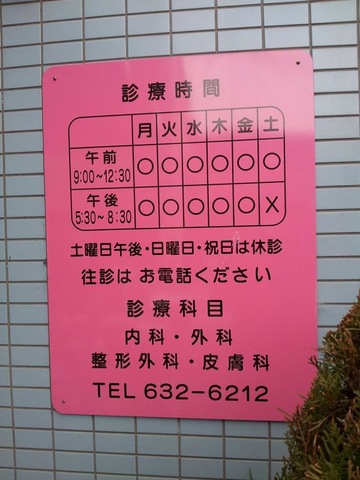 診療時間
月 火 水 木 金 土
午前 9:00~12:30 ○ ○ ○ ○ ○ ○
午後 5:30~8:30 ○ ○ ○ ○ ○ X
土曜日午後・日曜日・祝日は休診
往診は お電話ください
診療科目
内科・外科
整形外科・皮膚科
TEL 632-6212